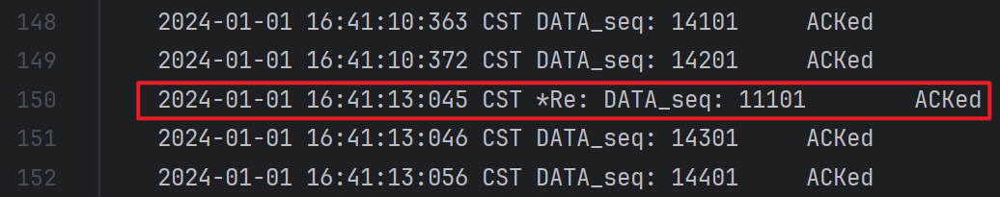 148 2024-01-01 16:41:10:363 CST DATA_seq: 14101 ACKed
149 2024-01-01 16:41:10:372 CST DATA_seq: 14201 ACKed
150 2024-01-01 16:41:13:045 CST *Re: DATA_seq: 11101 ACKed
151 2024-01-01 16:41:13:046 CST DATA_seq: 14301 ACKed
152 2024-01-01 16:41:13:056 CST DATA_seq: 14401 ACKed